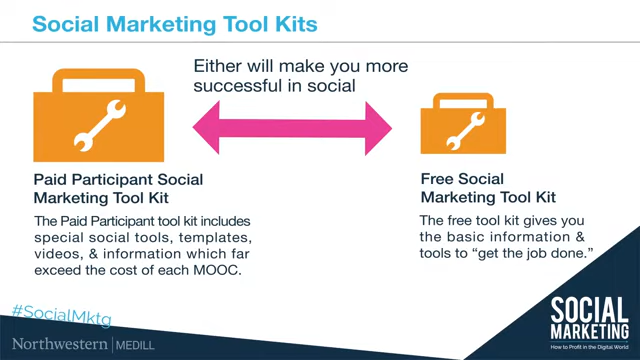 Social Marketing Tool Kits
Either will make you more
successful in social
Paid Participant Social
Marketing Tool Kit
The Paid Participant tool kit includes
special social tools, templates,
videos, & information which far
exceed the cost of each MOOC.
Free Social
Marketing Tool Kit
The free tool kit gives you
the basic information &
tools to “get the job done.”
#SocialMktg
Northwestern | MEDILL
SOCIAL
MARKETING
How to Profit in the Digital World